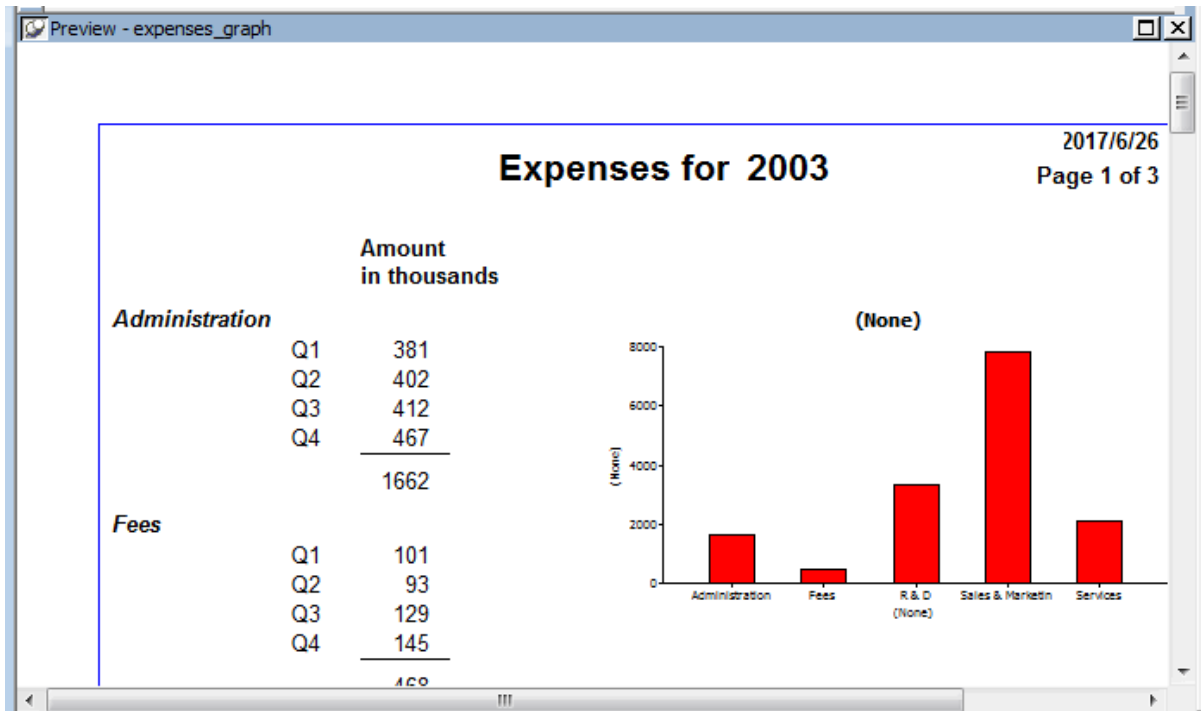 Preview - expenses_graph
2017/6/26
Expenses for 2003
Page 1 of 3
Amount
in thousands
Administration
Q1 381
Q2 402
Q3 412
Q4 467
1662
Fees
Q1 101
Q2 93
Q3 129
Q4 145
468
(None)
8000
6000
4000
2000
0
(None)
Administration Fees R & D Sales & Marketin Services
(None)